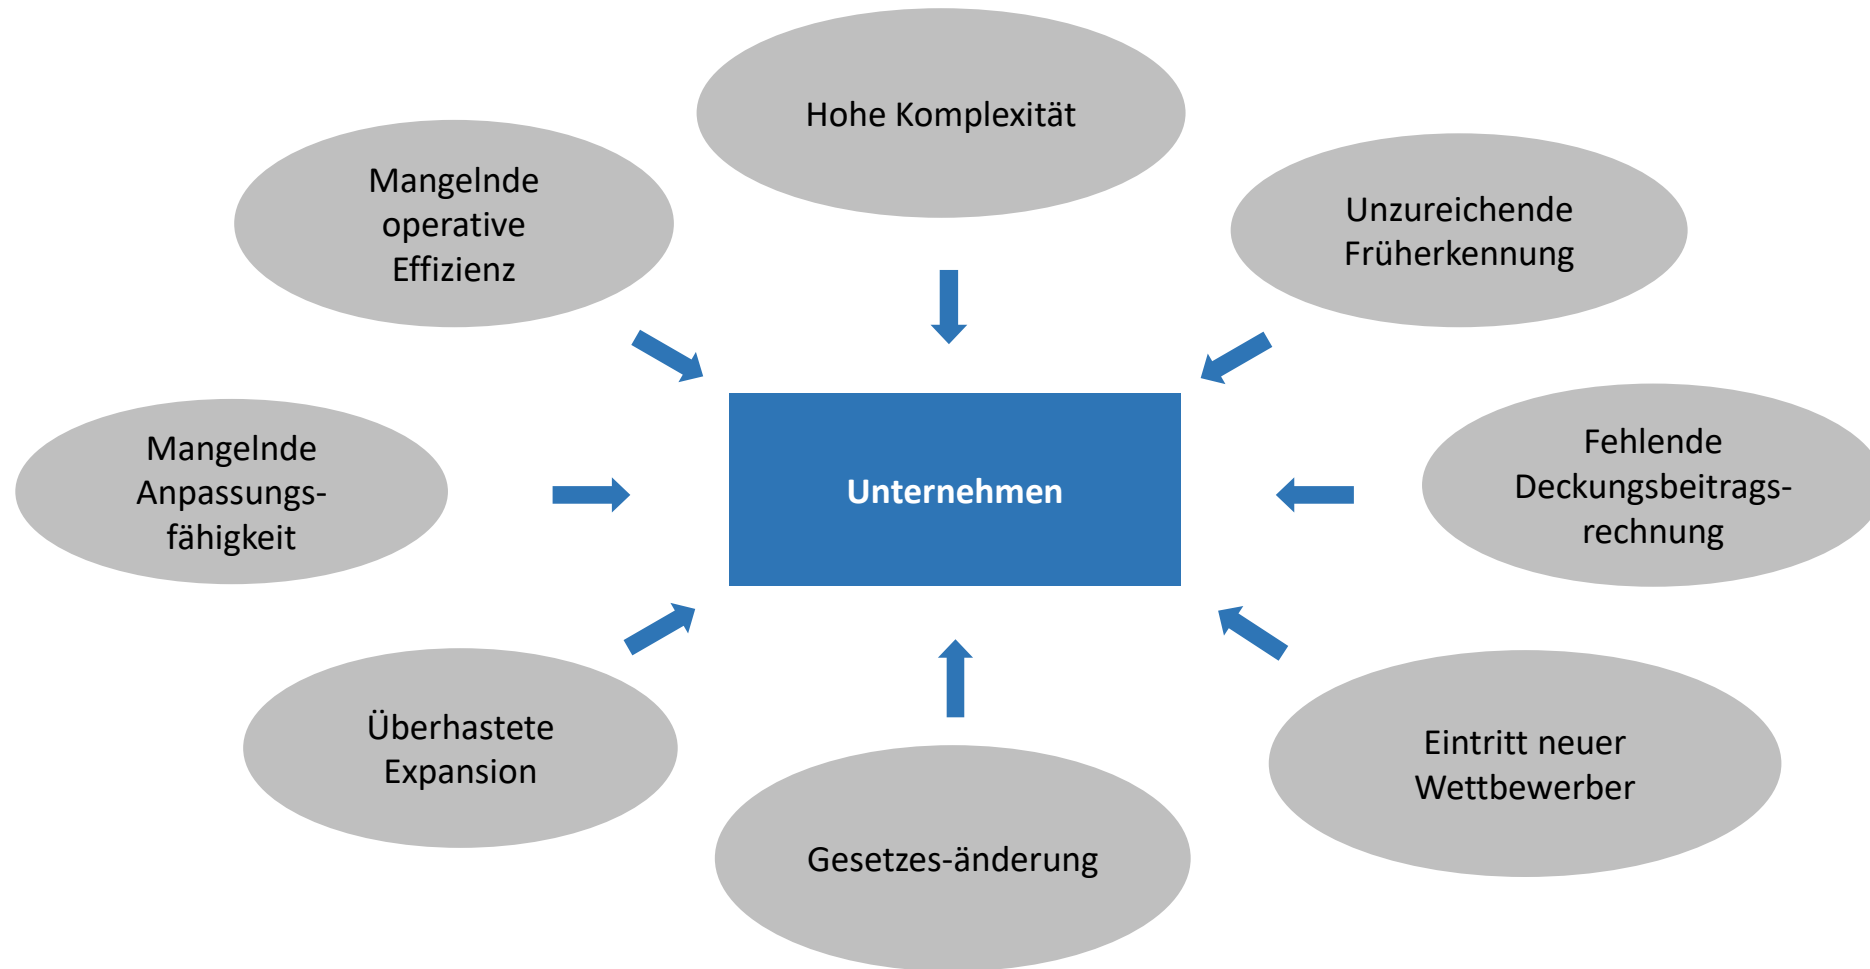 Hohe Komplexität
Mangelnde
operative
Effizienz
Unzureichende
Früherkennung
Mangelnde
Anpassungs-
fähigkeit
Unternehmen
Fehlende
Deckungsbeitrags-
rechnung
Überhastete
Expansion
Eintritt neuer
Wettbewerber
Gesetzes-änderung